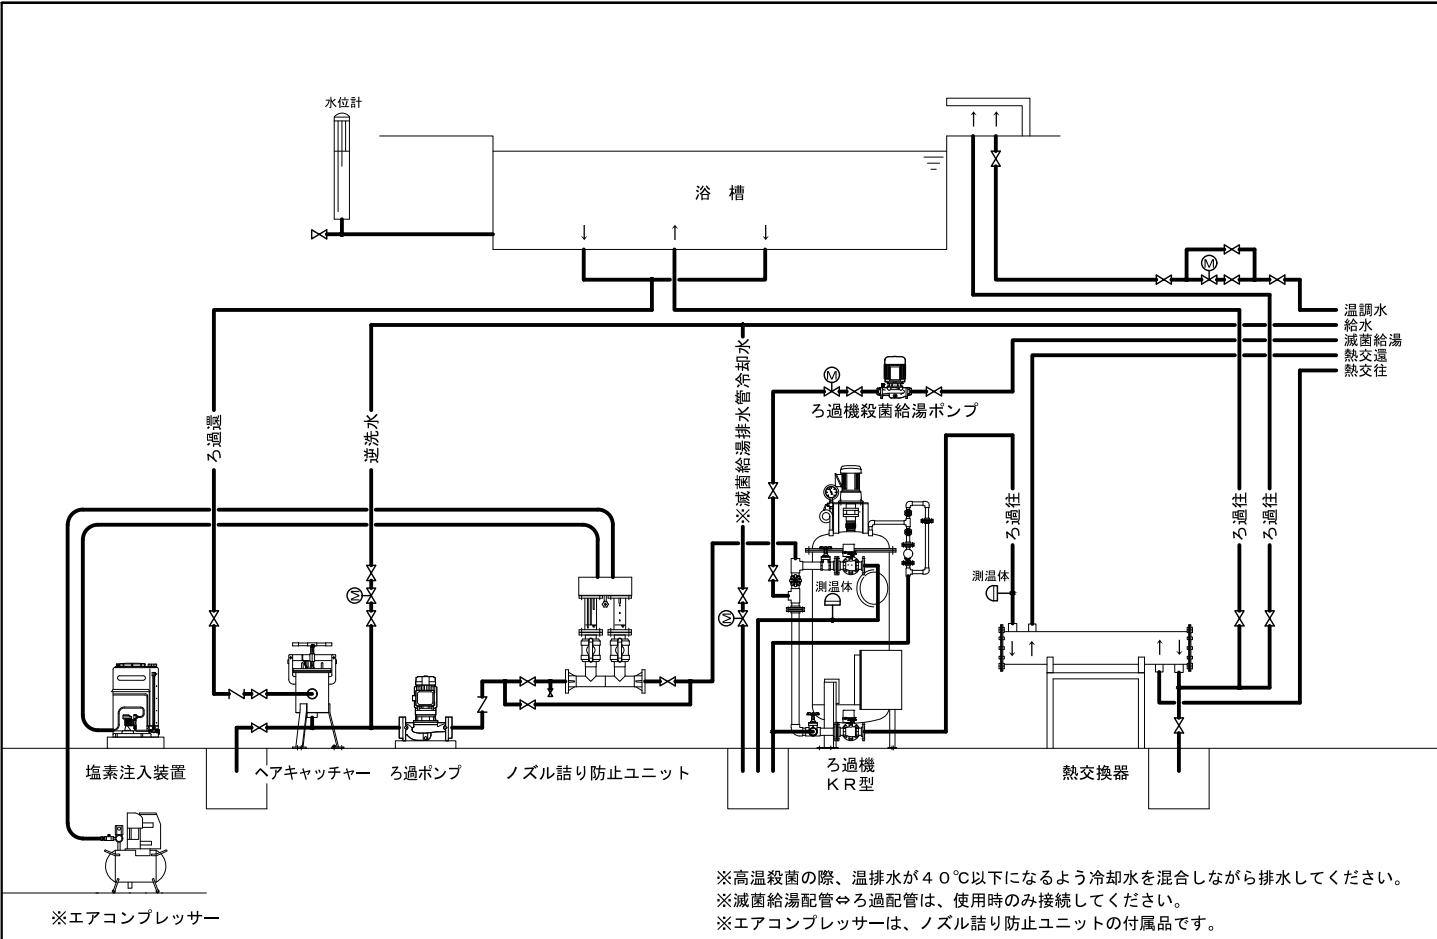 水位計
浴　槽
Ｍ
温調水
給水
滅菌給湯
熱交還
熱交往
Ｍ
ろ過機殺菌給湯ポンプ
ろ過還
逆洗水
※滅菌給湯排水管冷却水
ろ過往
ろ過往
ろ過往
測温体
測温体
Ｍ
Ｍ
塩素注入装置
ヘアキャッチャー
ろ過ポンプ
ノズル詰り防止ユニット
ろ過機
ＫＲ型
熱交換器
※エアコンプレッサー
※高温殺菌の際、温排水が４０℃以下になるよう冷却水を混合しながら排水してください。
※滅菌給湯配管⇔ろ過配管は、使用時のみ接続してください。
※エアコンプレッサーは、ノズル詰り防止ユニットの付属品です。